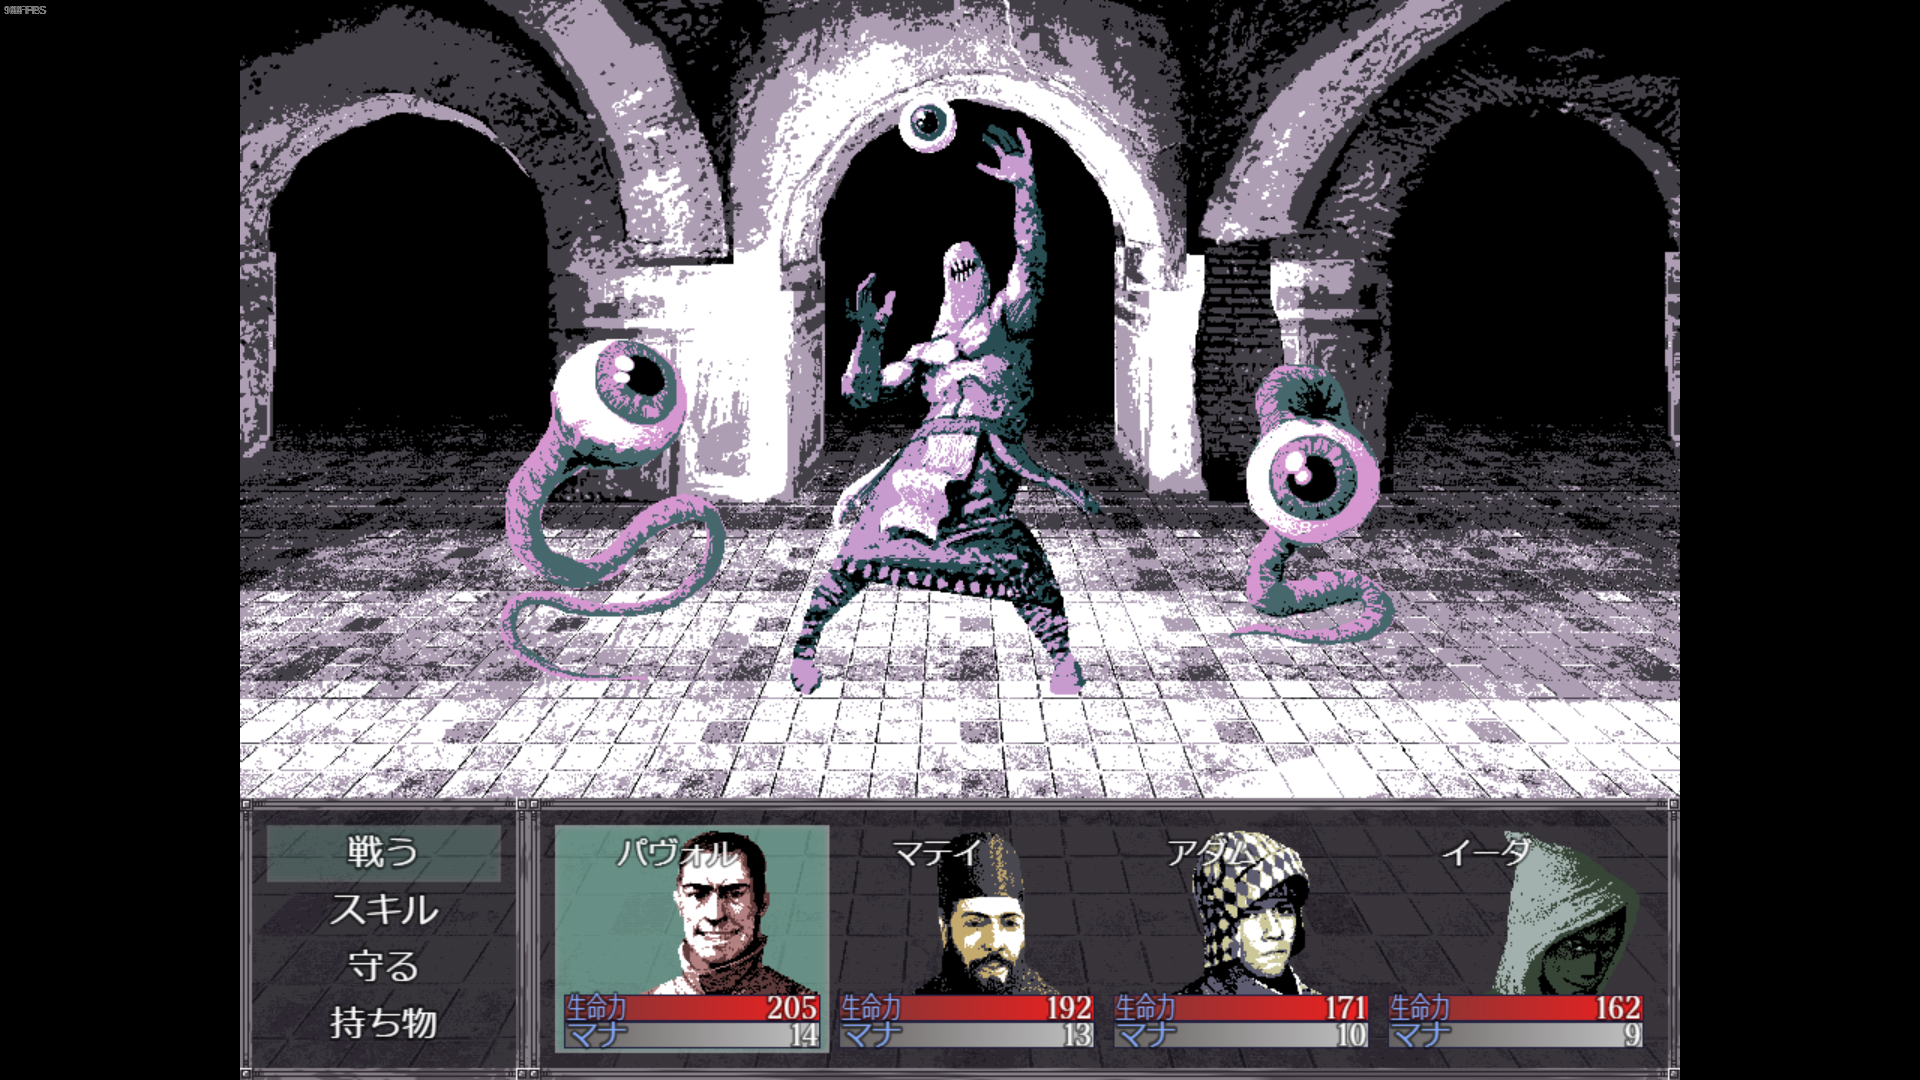 戦う
スキル
守る
持ち物
パヴォル
マテイ
アダム
イーダ
生命力 205
マナ 14
生命力 192
マナ 13
生命力 171
マナ 10
生命力 162
マナ 9